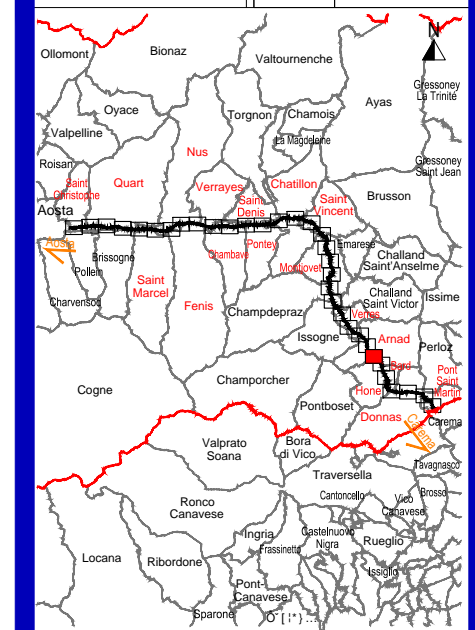 N
Ollomont
Bionaz
Valtournenche
Ayas
Gressoney
La Trinité
Oyace
Torgnon
Chamois
Valpelline
La Magdeleine
Nus
Roisan
Gressoney
Saint Jean
Saint
Christophe
Quart
Verrayes
Chatillon
Brusson
Saint
Denis
Saint
Vincent
Aosta
Aosta
Emarese
Brissogne
Chambave
Pontey
Challand
Saint'Anselme
Pollein
Montjovet
Saint
Marcel
Charvensod
Fenis
Challand
Saint Victor
Issime
Champdepraz
Verres
Issogne
Arnad
Perloz
Bard
Pont
Saint
Martin
Champorcher
Cogne
Hone
Pontboset
Donnas
Carema
Carema
Valprato
Soana
Bora
di Vico
Tavagnasco
Traversella
Cantoncello
Brosso
Vico
Canavese
Ronco
Canavese
Ingria
Castelnuovo
Nigra
Rueglio
Frassinetto
Locana
Ribordone
Issiglio
Pont-
Canavese
Sparone